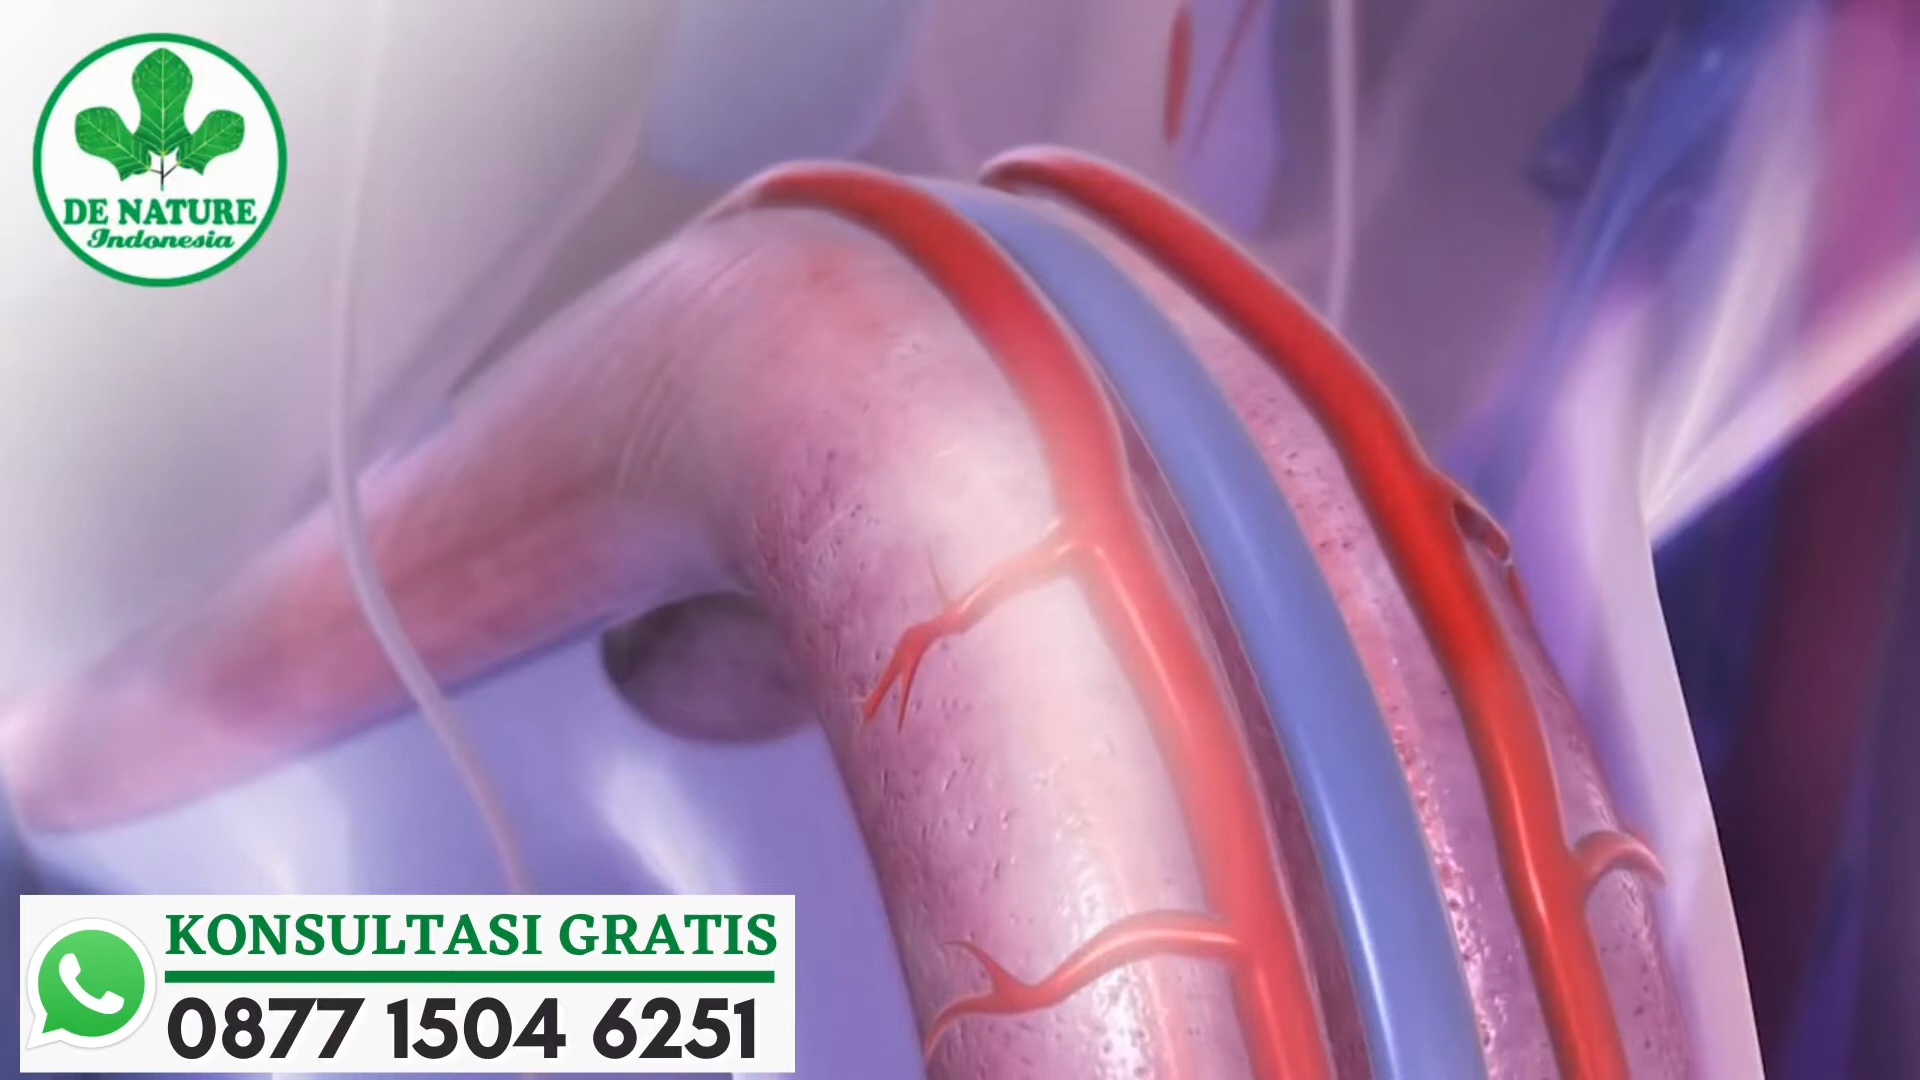 DE NATURE
Indonesia
KONSULTASI GRATIS
0877 1504 6251